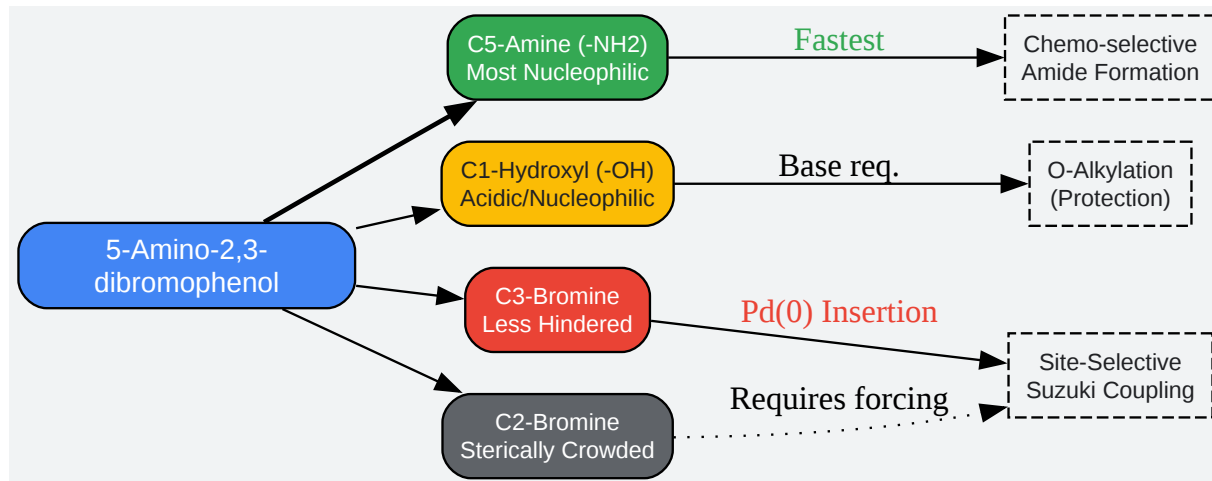 C5-Amine (-NH2)
Most Nucleophilic
Fastest
Chemo-selective
Amide Formation
C1-Hydroxyl (-OH)
Acidic/Nucleophilic
Base req.
O-Alkylation
(Protection)
5-Amino-2,3-
dibromophenol
C3-Bromine
Less Hindered
Pd(0) Insertion
Site-Selective
Suzuki Coupling
Requires forcing
C2-Bromine
Sterically Crowded